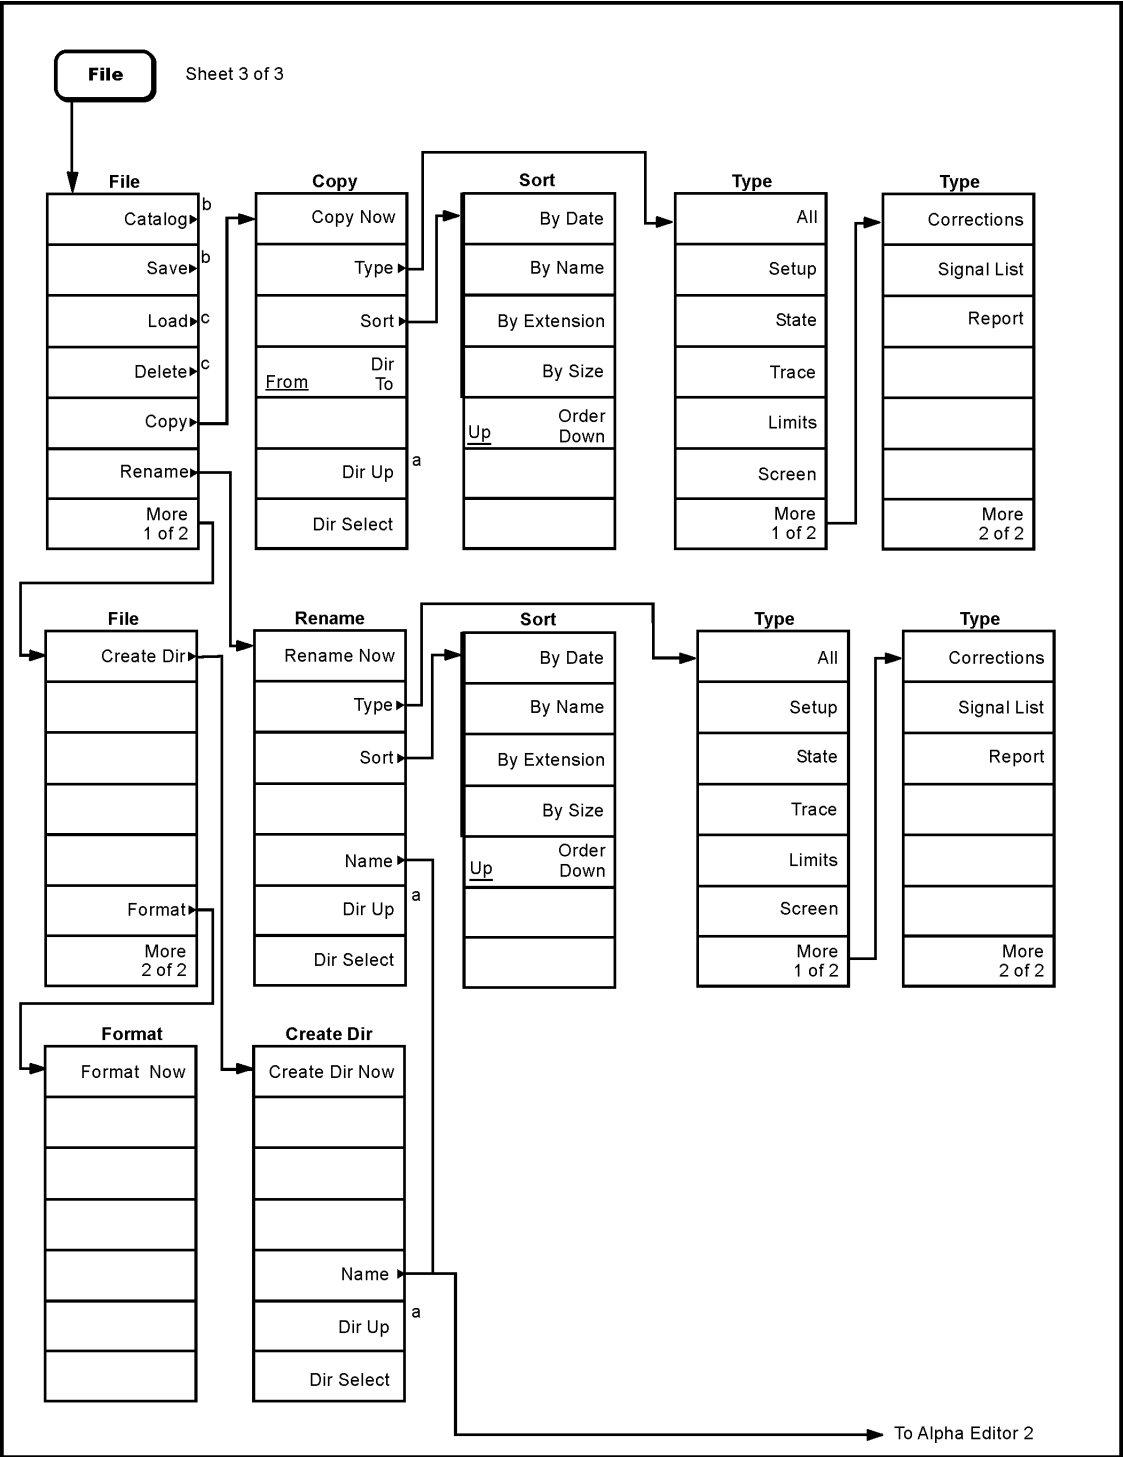 File
Sheet 3 of 3
File
Catalog
b
Save
b
Load
c
Delete
c
Copy
Rename
More
1 of 2
Copy
Copy Now
Type
Sort
Dir
From To
Dir Up
a
Dir Select
Sort
By Date
By Name
By Extension
By Size
Order
Up Down
Type
All
Setup
State
Trace
Limits
Screen
More
1 of 2
Type
Corrections
Signal List
Report
More
2 of 2
File
Create Dir
Format
More
2 of 2
Rename
Rename Now
Type
Sort
Name
a
Dir Up
Dir Select
Sort
By Date
By Name
By Extension
By Size
Order
Up Down
Type
All
Setup
State
Trace
Limits
Screen
More
1 of 2
Type
Corrections
Signal List
Report
More
2 of 2
Format
Format Now
Create Dir
Create Dir Now
Name
a
Dir Up
Dir Select
To Alpha Editor 2